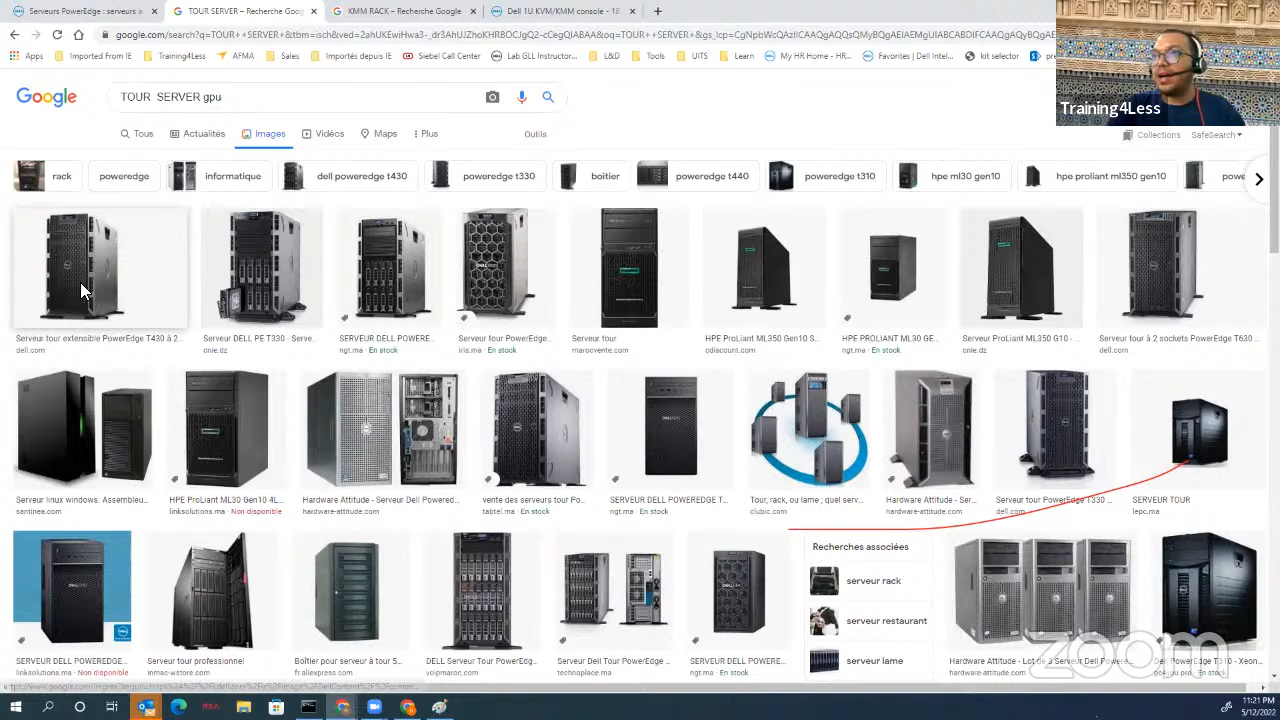 Serveurs PowerEdge : serveurs e
TOUR SERVER – Recherche Goog
KMM RACK – Recherche Google
Dell 1U KVM/KMM console - 18
Apps
Imported From IE
Training4Less
AFMA
Sales
Importés depuis IE
Siebel Call Center
Lab GLL Instructor...
L&D
Tools
UITS
Learn
My HR Home - HR...
Favorites | Dell Inte...
kit selector
Training4Less
Google
TOUR SERVER gpu
Tous
Actualités
Images
Vidéos
Maps
Plus
Outils
Collections
SafeSearch
rack
poweredge
informatique
dell poweredge t430
poweredge t330
boitier
poweredge t440
poweredge t310
hpe ml30 gen10
hpe proliant ml350 gen10
powe
Serveur tour extensible PowerEdge T430 à 2...
dell.com
Serveur DELL PE T330 - Serve...
cnie.dz
SERVEUR DELL POWERE...
ngt.ma · En stock
Serveur tour PowerEdge...
iris.ma · En stock
Serveur tour
marocvente.com
HPE ProLiant ML350 Gen10 S...
cdiscount.com
HPE PROLIANT ML30 GE...
ngt.ma · En stock
Serveur ProLiant ML350 G10 - ...
cnie.dz
Serveur tour à 2 sockets PowerEdge T630 ...
dell.com
Serveur linux windows. Assembleu...
santinea.com
HPE ProLiant ML30 Gen10 4L...
linksolutions.ma Non disponible
Hardware Attitude - Serveur Dell Powered...
hardware-attitude.com
vente des serveurs tour Po...
tabtel.ma · En stock
SERVEUR DELL POWEREDGE T...
ngt.ma · En stock
Tour, rack, ou lame ; quel serv...
clubic.com
Hardware Attitude - Ser...
hardware-attitude.com
Serveur tour PowerEdge T330 ...
dell.com
SERVEUR TOUR
lepc.ma
Recherches associées
serveur rack
serveur restaurant
serveur lame
SERVEUR DELL POWEREDGE...
linksolutions.ma Non disponible
Serveur tour professionnel
inmac-wstore.com
Boîtier pour serveur à tour 5...
fr.aliexpress.com
DELL Serveur Tour PowerEdg...
voipmaroc.com
Serveur Dell Tour PowerEdge ...
technoplace.ma
SERVEUR DELL POWERE...
ngt.ma · En stock
Hardware Attitude - Lot de 3 Serveur Dell Powere...
hardware-attitude.com
Dell PowerEdge T310 - Xeon...
zoom
11:21 PM
5/12/2022